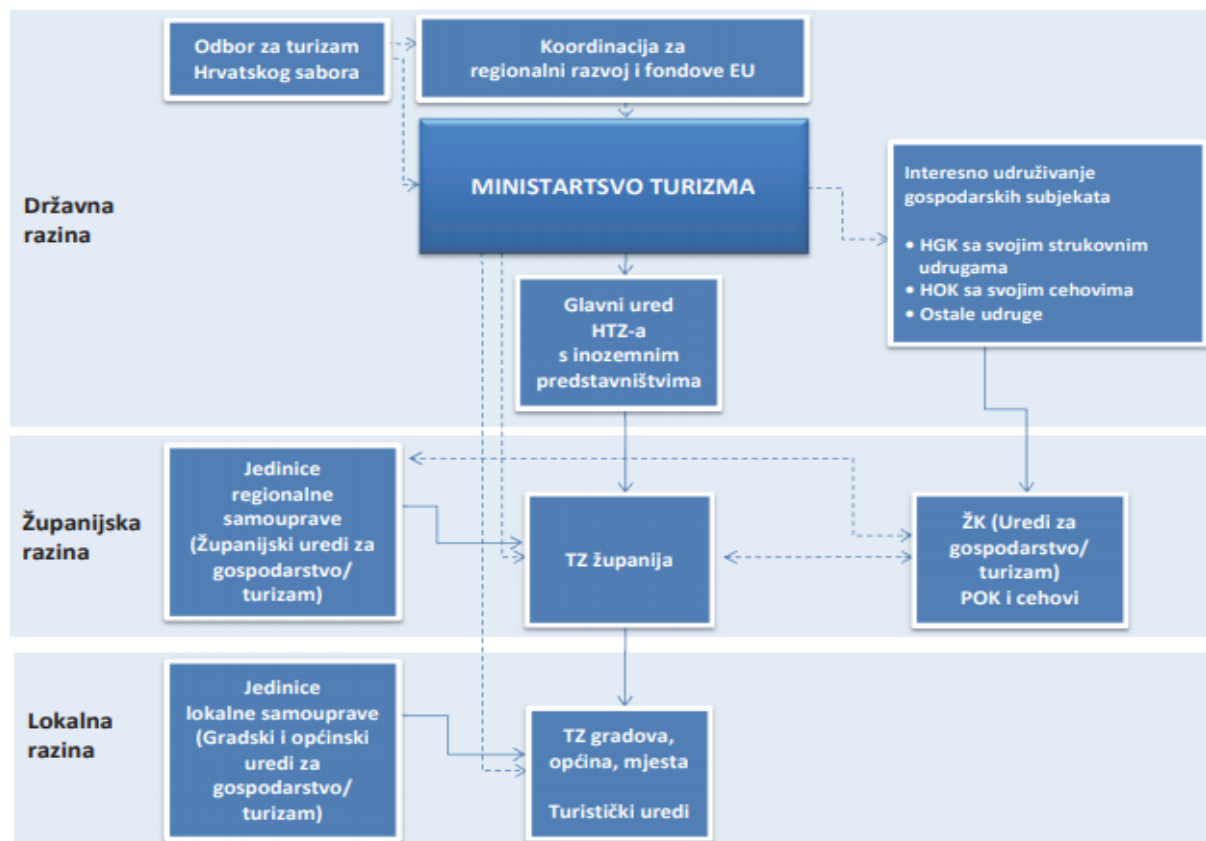 Odbor za turizam
Hrvatskog sabora
Koordinacija za
regionalni razvoj i fondove EU
MINISTARTSVO TURIZMA
Interesno udruživanje
gospodarskih subjekata
• HGK sa svojim strukovnim
udrugama
• HOK sa svojim cehovima
• Ostale udruge
Državna
razina
Glavni ured
HTZ-a
s inozemnim
predstavništvima
Županijska
razina
Jedinice
regionalne
samouprave
(Županijski uredi za
gospodarstvo/
turizam)
TZ županija
ŽK (Uredi za
gospodarstvo/
turizam)
POK i cehovi
Lokalna
razina
Jedinice
lokalne samouprave
(Gradski i općinski
uredi za
gospodarstvo/
turizam)
TZ gradova,
općina, mjesta
Turistički uredi